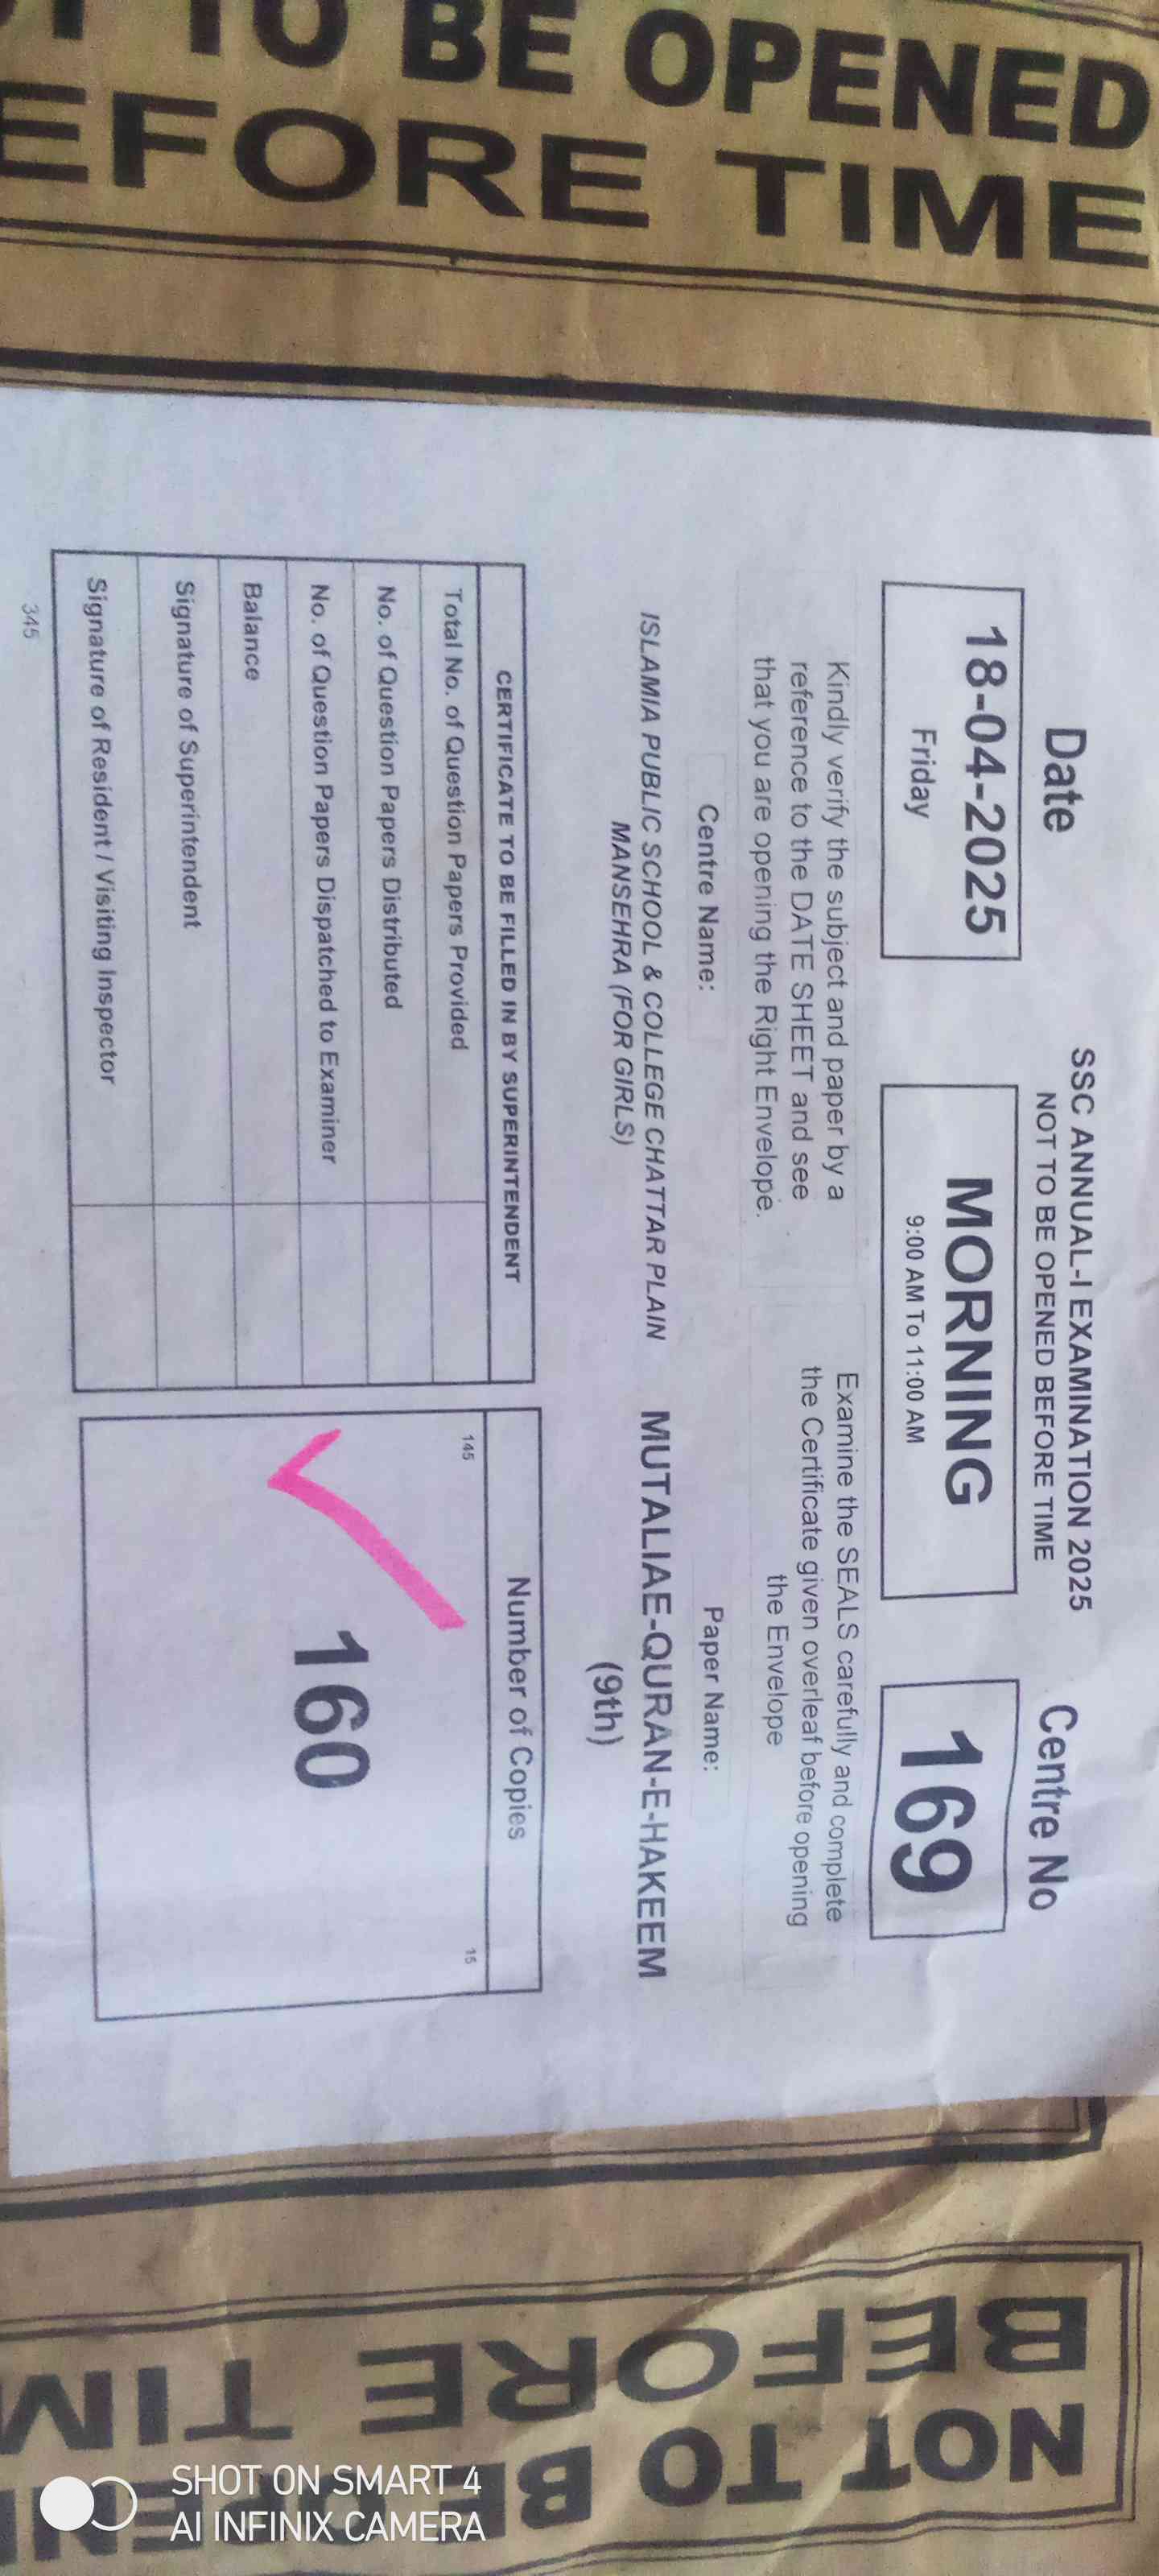 T TO BE OPENED
EFORE TIME
SSC ANNUAL-I EXAMINATION 2025
NOT TO BE OPENED BEFORE TIME
Date
18-04-2025
Friday
MORNING
9:00 AM To 11:00 AM
Centre No
169
Kindly verify the subject and paper by a
reference to the DATE SHEET and see
that you are opening the Right Envelope.
Examine the SEALS carefully and complete
the Certificate given overleaf before opening
the Envelope
Centre Name:
ISLAMIA PUBLIC SCHOOL & COLLEGE CHATTAR PLAIN
MANSEHRA (FOR GIRLS)
Paper Name:
MUTALIAE-QURAN-E-HAKEEM
(9th)
CERTIFICATE TO BE FILLED IN BY SUPERINTENDENT
Total No. of Question Papers Provided
No. of Question Papers Distributed
No. of Question Papers Dispatched to Examiner
Balance
Signature of Superintendent
Signature of Resident / Visiting Inspector
345
Number of Copies
145
15
160
NOT TO BE OPEN
BEFORE TIM
SHOT ON SMART 4
AI INFINIX CAMERA